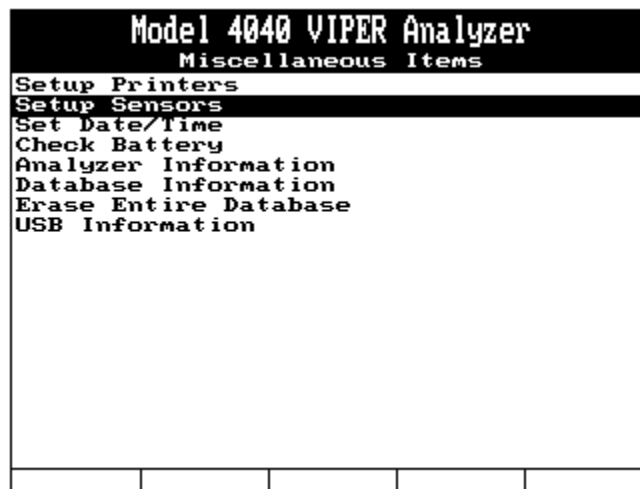 Model 4040 VIPER Analyzer
Miscellaneous Items
Setup Printers
Setup Sensors
Set Date/Time
Check Battery
Analyzer Information
Database Information
Erase Entire Database
USB Information